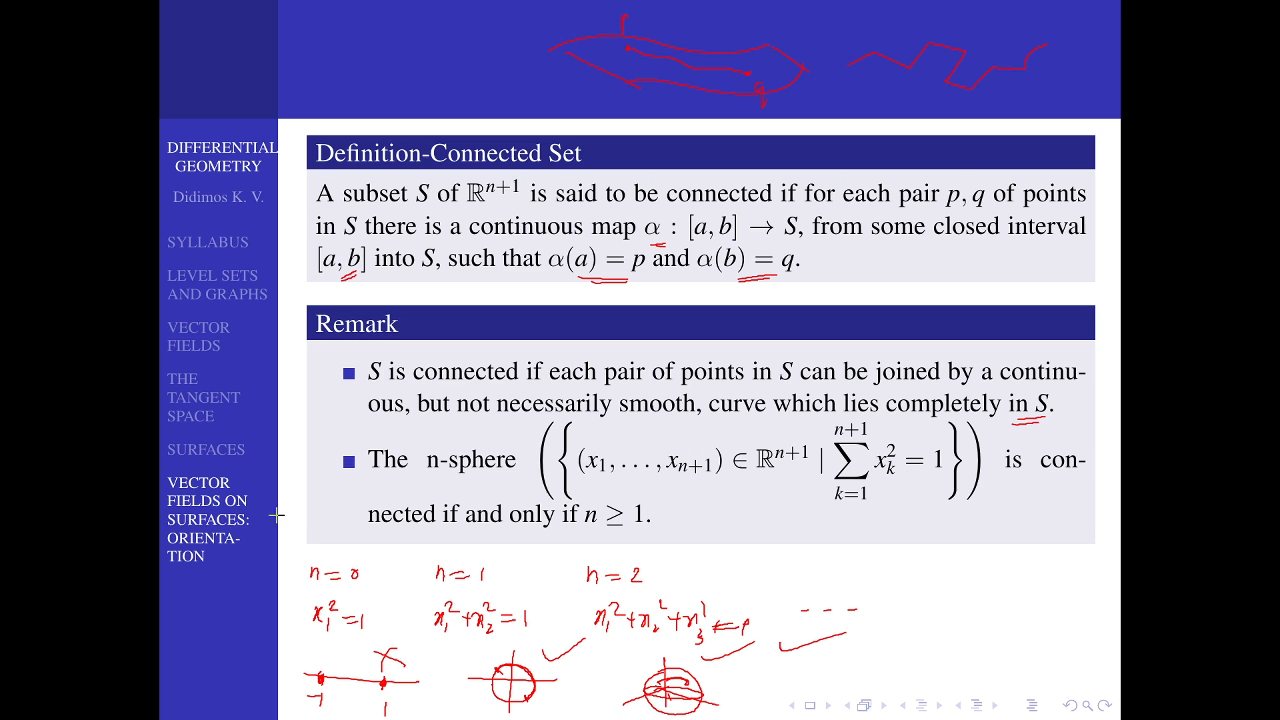 p
q
DIFFERENTIAL
GEOMETRY
Didimos K. V.
SYLLABUS
LEVEL SETS
AND GRAPHS
VECTOR
FIELDS
THE
TANGENT
SPACE
SURFACES
VECTOR
FIELDS ON
SURFACES:
ORIENTA-
TION
Definition-Connected Set
A subset S of ℝⁿ⁺¹ is said to be connected if for each pair p, q of points
in S there is a continuous map α : [a, b] → S, from some closed interval
[a, b] into S, such that α(a) = p and α(b) = q.
Remark
S is connected if each pair of points in S can be joined by a continu-
ous, but not necessarily smooth, curve which lies completely in S.
The n-sphere ({(x₁, . . . , xₙ₊₁) ∈ ℝⁿ⁺¹ | ∑ₖ₌₁ⁿ⁺¹ xₖ² = 1}) is con-
nected if and only if n ≥ 1.
n = 0 n = 1 n = 2
x₁² = 1 x₁² + x₂² = 1 x₁² + x₂² + x₃² = 1 - - -
-1 1